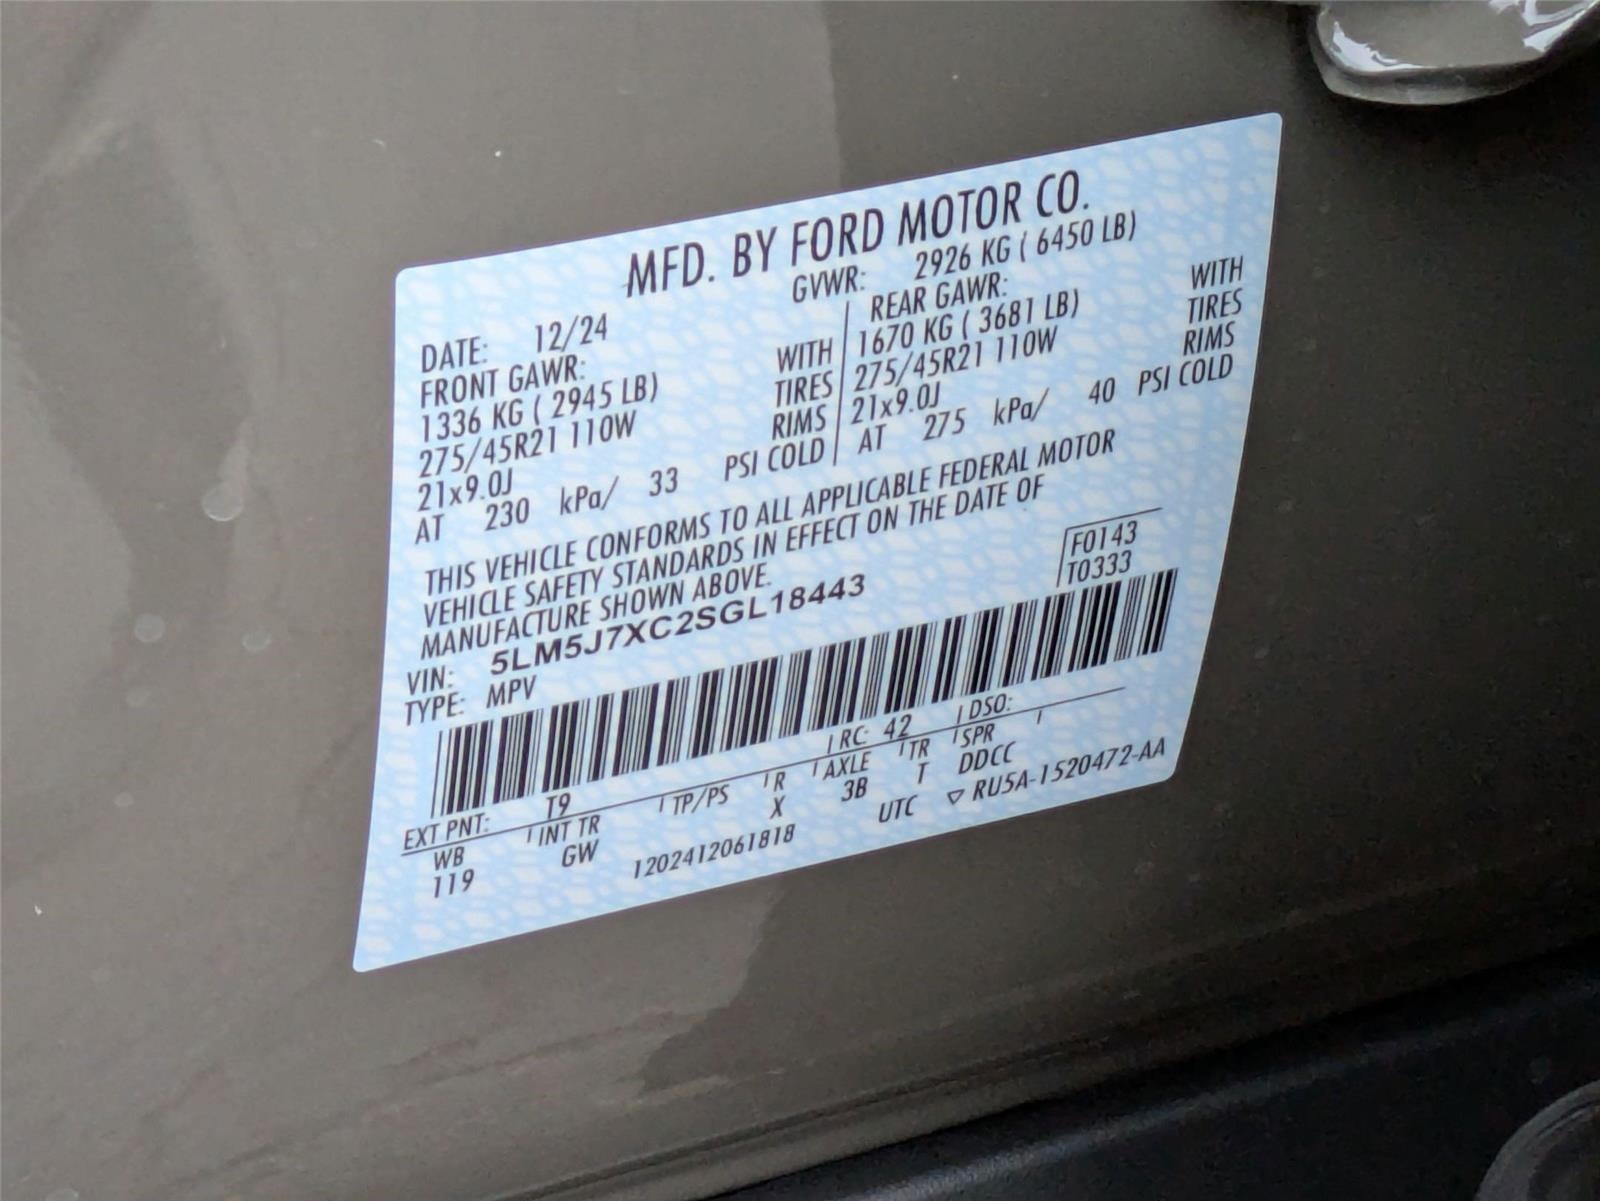 MFD. BY FORD MOTOR CO.
DATE: 12/24 GVWR: 2926 KG ( 6450 LB)
FRONT GAWR: REAR GAWR:
1336 KG ( 2945 LB) WITH 1670 KG ( 3681 LB) WITH
275/45R21 110W TIRES 275/45R21 110W TIRES
21x9.0J RIMS 21x9.0J RIMS
AT 230 kPa/ 33 PSI COLD AT 275 kPa/ 40 PSI COLD
THIS VEHICLE CONFORMS TO ALL APPLICABLE FEDERAL MOTOR
VEHICLE SAFETY STANDARDS IN EFFECT ON THE DATE OF
MANUFACTURE SHOWN ABOVE.
F0143
T0333
VIN: 5LM5J7XC2SGL18443
TYPE: MPV
EXT PNT: T9 RC: 42 DSO:
WB INT TR TP/PS R AXLE TR SPR
119 GW X 3B T DDCC
1202412061818 UTC ▽ RU5A-1520472-AA